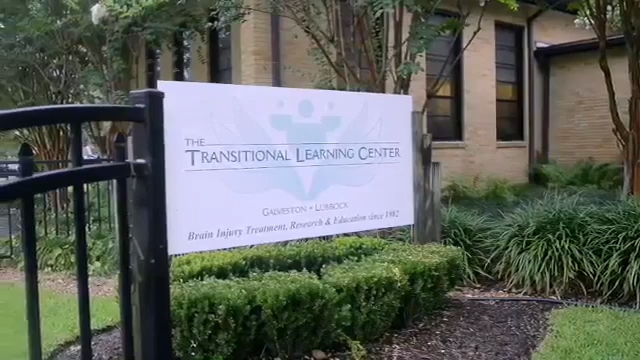 THE
TRANSITIONAL LEARNING CENTER
GALVESTON • LUBBOCK
Brain Injury Treatment, Research & Education since 1982